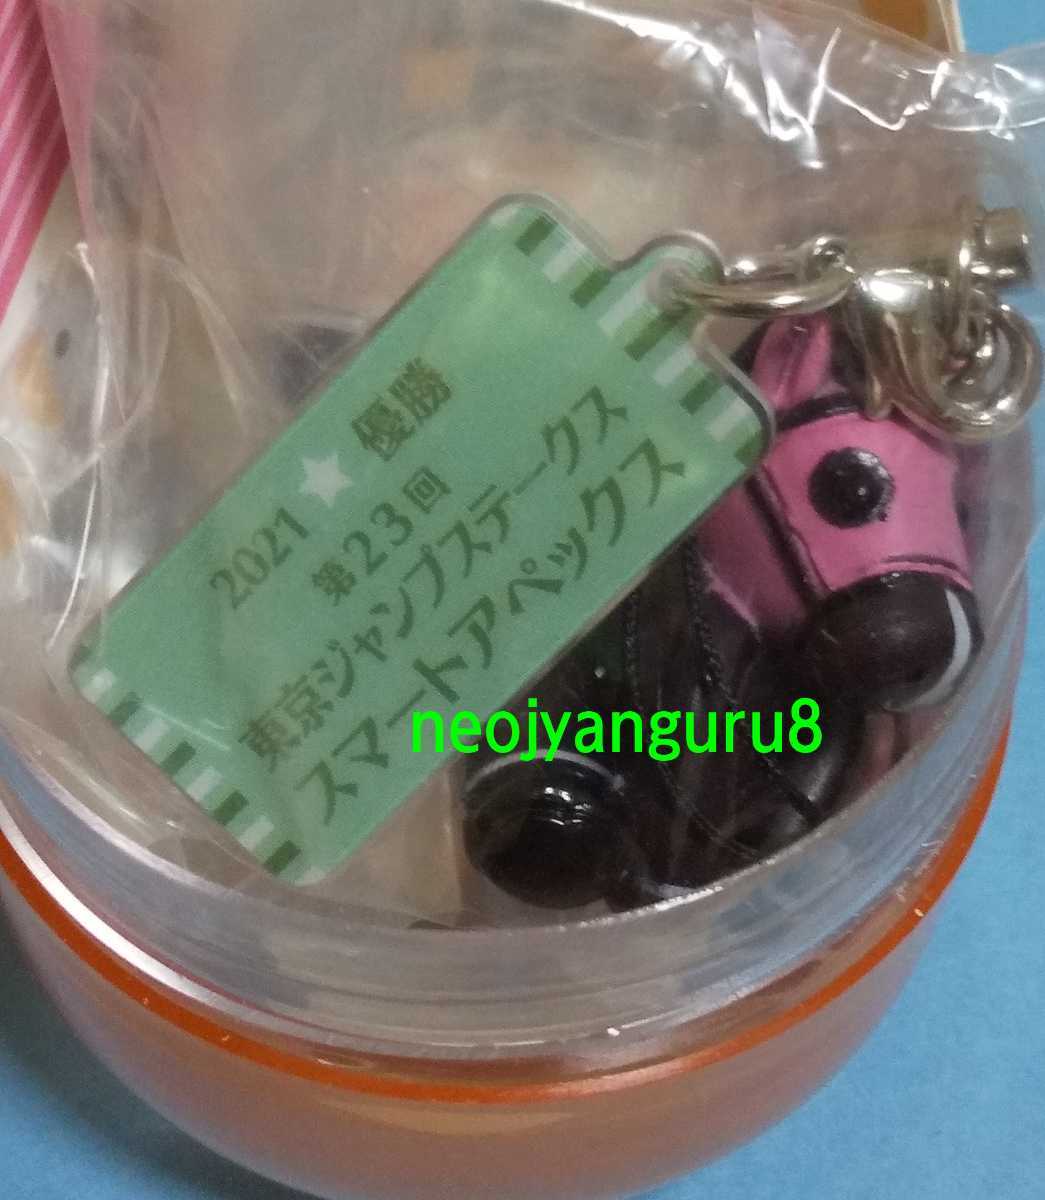 2021 ★ 優勝
第23回
東京ジャンプステークス
スマートアペックス
neojyanguru8